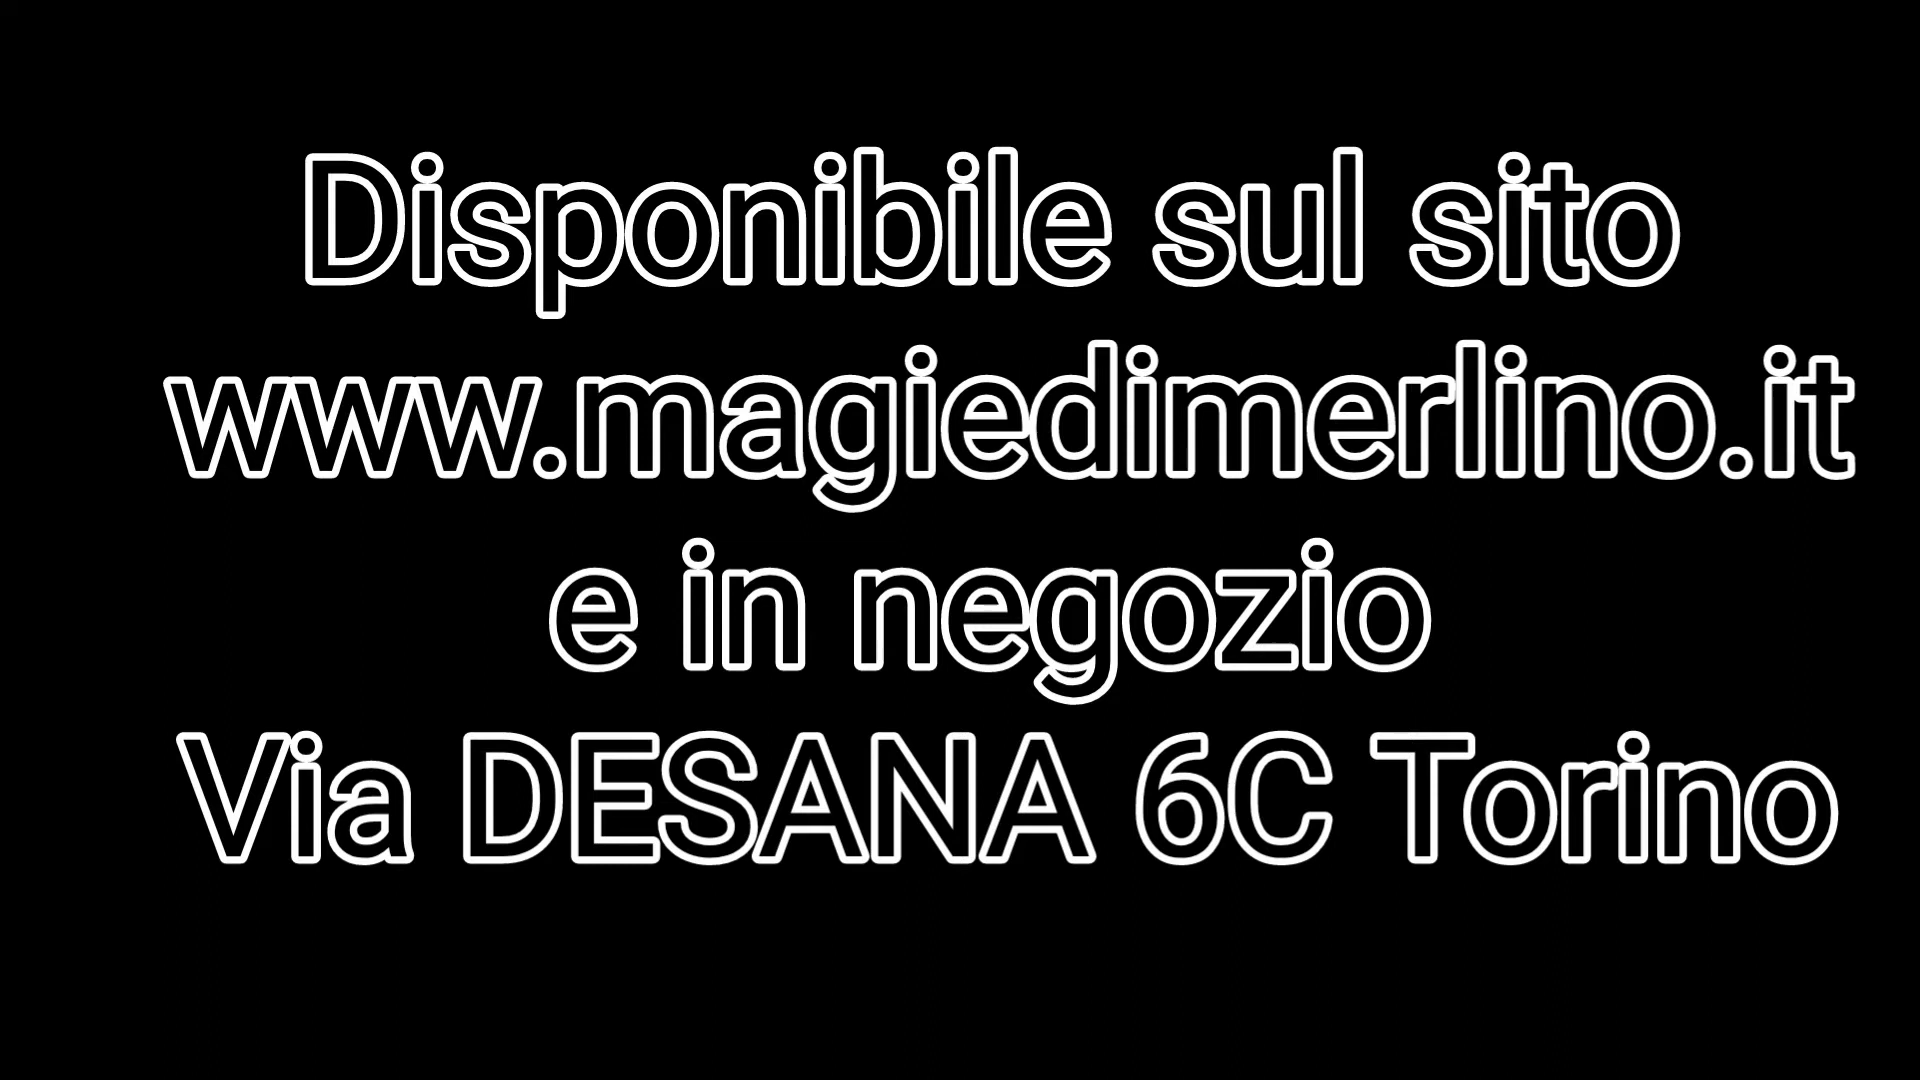 Disponibile sul sito
www.magiedimerlino.it
e in negozio
Via DESANA 6C Torino